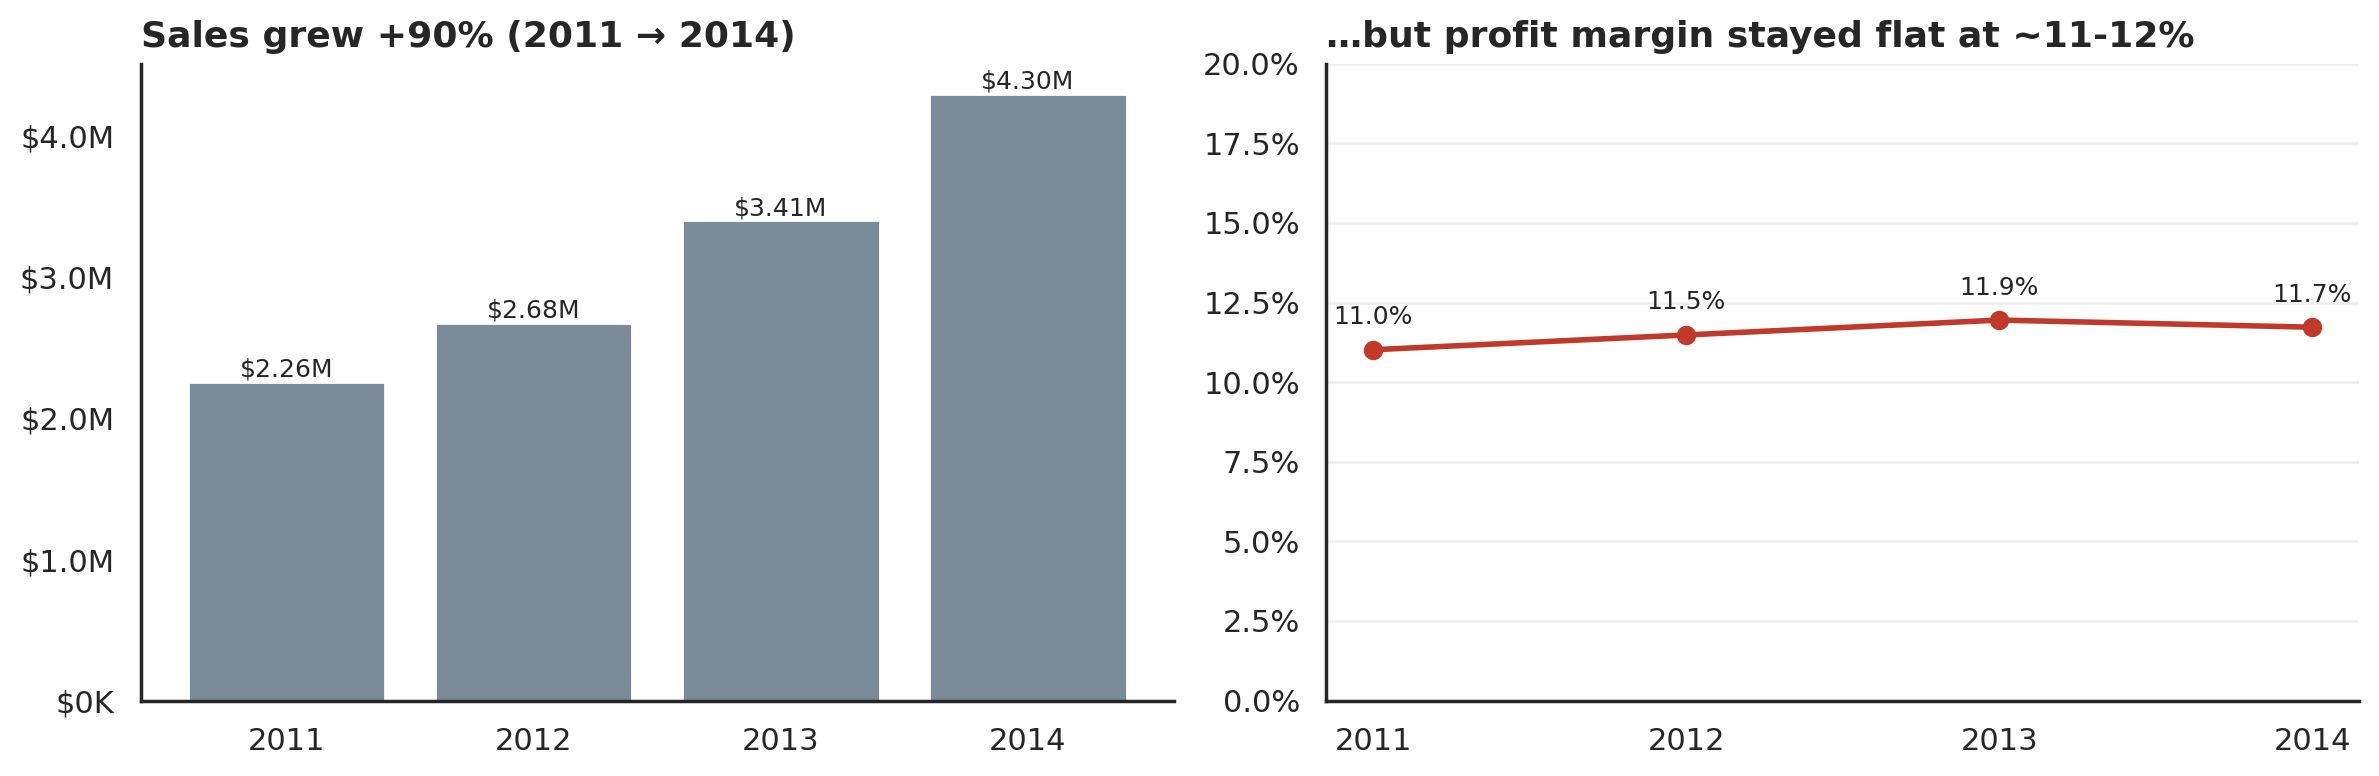 Sales grew +90% (2011 → 2014)
$4.0M
$3.0M
$2.0M
$1.0M
$0K
$2.26M
$2.68M
$3.41M
$4.30M
2011 2012 2013 2014
...but profit margin stayed flat at ~11-12%
20.0%
17.5%
15.0%
12.5%
10.0%
7.5%
5.0%
2.5%
0.0%
11.0%
11.5%
11.9%
11.7%
2011 2012 2013 2014